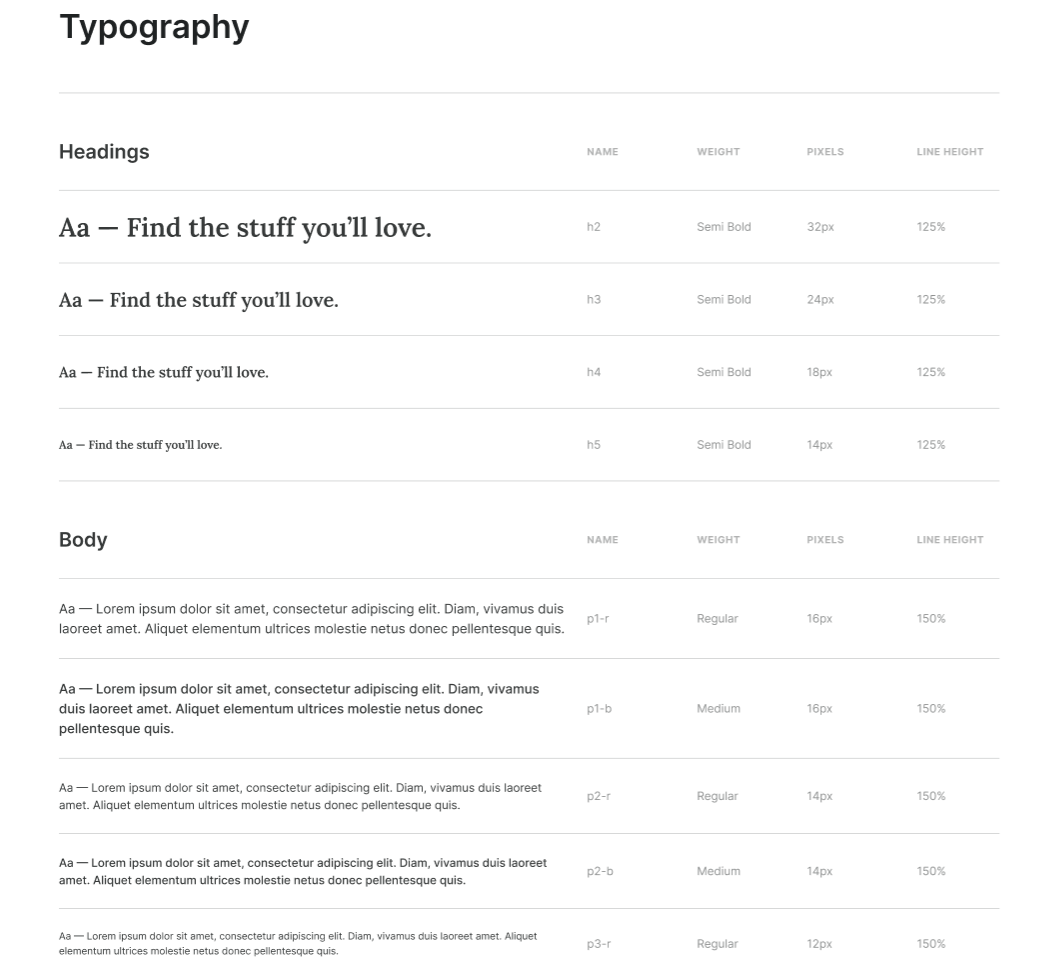 Typography
Headings NAME WEIGHT PIXELS LINE HEIGHT
Aa — Find the stuff you’ll love. h2 Semi Bold 32px 125%
Aa — Find the stuff you’ll love. h3 Semi Bold 24px 125%
Aa — Find the stuff you’ll love. h4 Semi Bold 18px 125%
Aa — Find the stuff you’ll love. h5 Semi Bold 14px 125%
Body NAME WEIGHT PIXELS LINE HEIGHT
Aa — Lorem ipsum dolor sit amet, consectetur adipiscing elit. Diam, vivamus duis
laoreet amet. Aliquet elementum ultrices molestie netus donec pellentesque quis.
p1-r Regular 16px 150%
Aa — Lorem ipsum dolor sit amet, consectetur adipiscing elit. Diam, vivamus
duis laoreet amet. Aliquet elementum ultrices molestie netus donec
pellentesque quis.
p1-b Medium 16px 150%
Aa — Lorem ipsum dolor sit amet, consectetur adipiscing elit. Diam, vivamus duis laoreet
amet. Aliquet elementum ultrices molestie netus donec pellentesque quis.
p2-r Regular 14px 150%
Aa — Lorem ipsum dolor sit amet, consectetur adipiscing elit. Diam, vivamus duis laoreet
amet. Aliquet elementum ultrices molestie netus donec pellentesque quis.
p2-b Medium 14px 150%
Aa — Lorem ipsum dolor sit amet, consectetur adipiscing elit. Diam, vivamus duis laoreet amet. Aliquet
elementum ultrices molestie netus donec pellentesque quis.
p3-r Regular 12px 150%